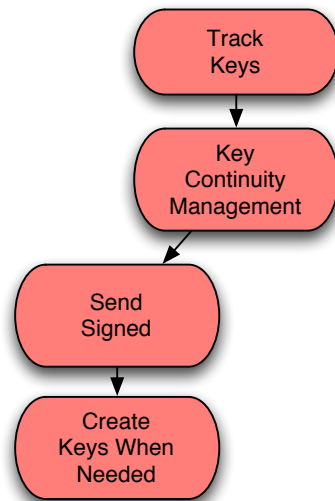 Track
Keys
Key
Continuity
Management
Send
Signed
Create
Keys When
Needed